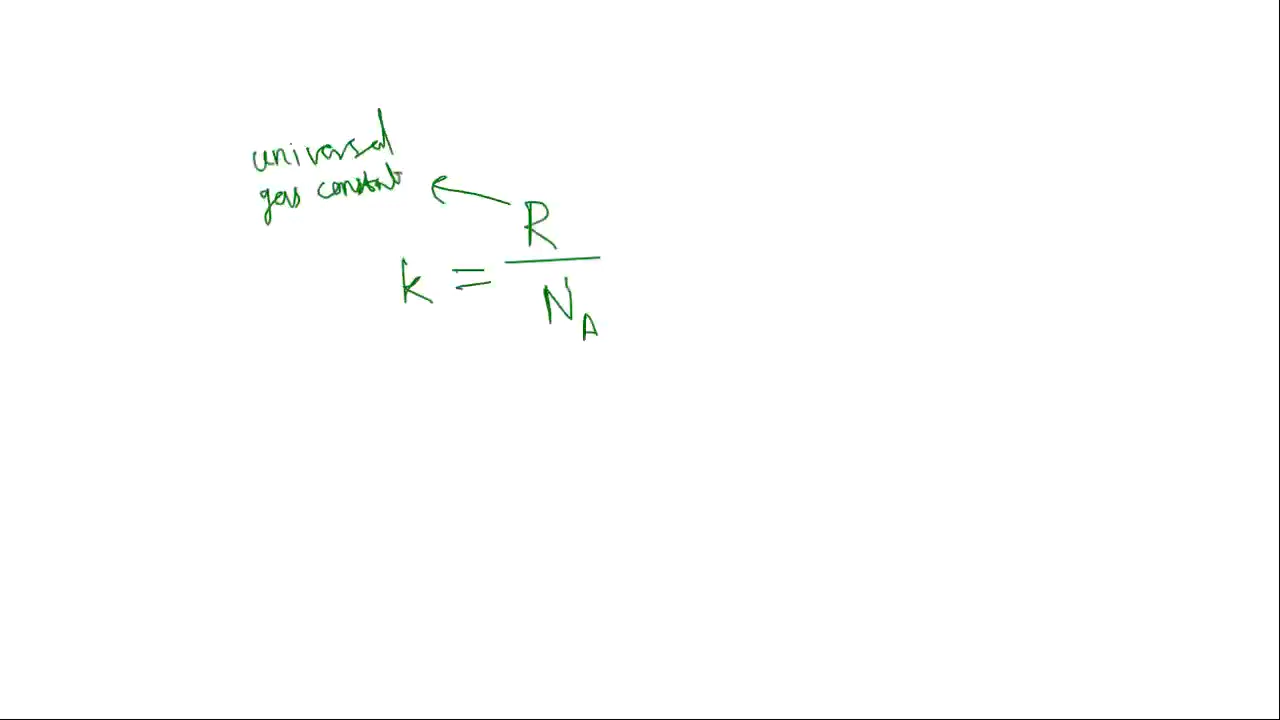 universal
gas constant
R
k =
N_A